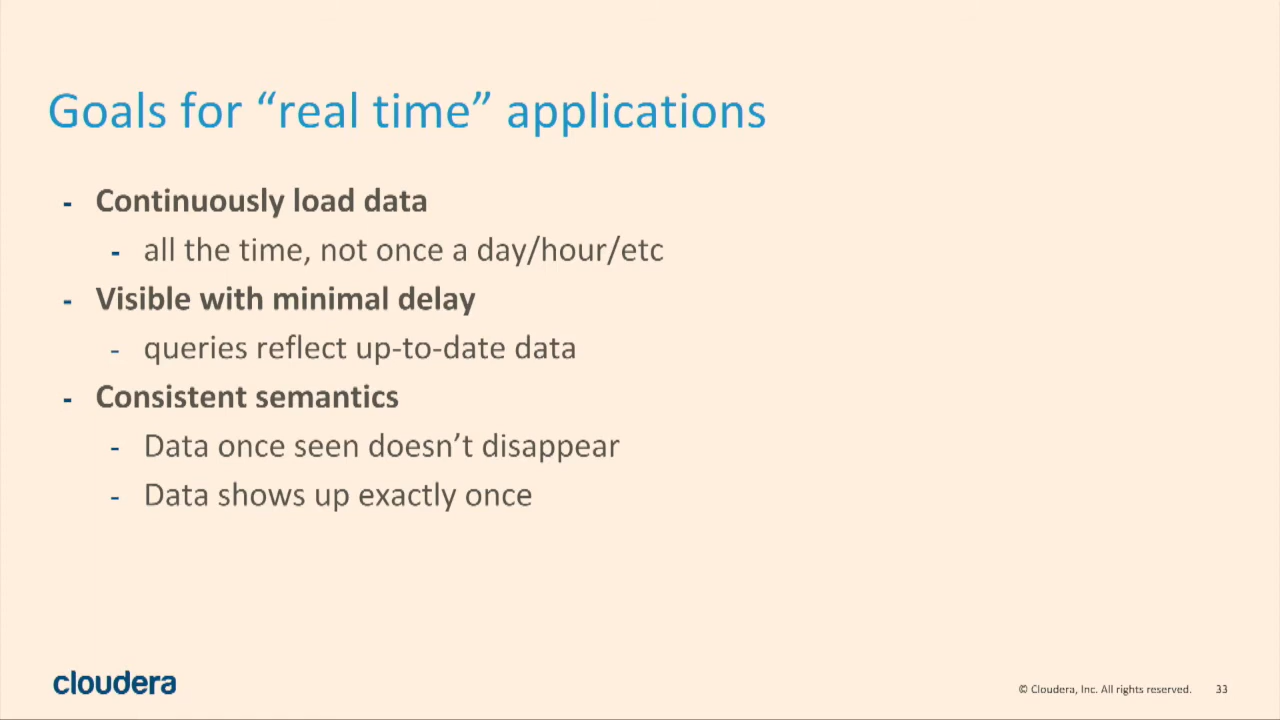 Goals for “real time” applications
- Continuously load data
- all the time, not once a day/hour/etc
- Visible with minimal delay
- queries reflect up-to-date data
- Consistent semantics
- Data once seen doesn’t disappear
- Data shows up exactly once
cloudera
© Cloudera, Inc. All rights reserved. 33